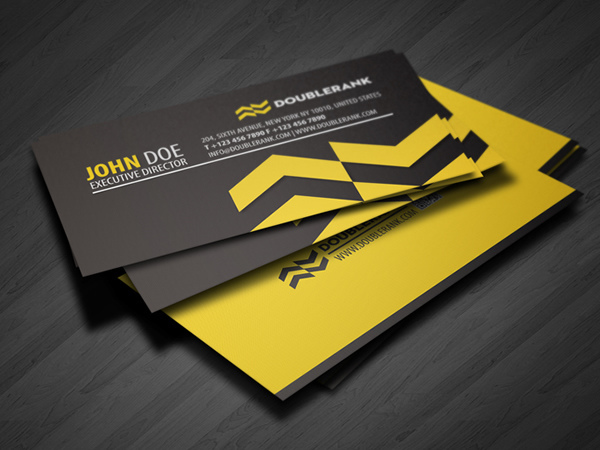 DOUBLERANK
204, SIXTH AVENUE, NEW YORK NY 10010, UNITED STATES
T +123 456 7890 F +123 456 7890
INFO@DOUBLERANK.COM | WWW.DOUBLERANK.COM
JOHN DOE
EXECUTIVE DIRECTOR
DOUBLERANK
WWW.DOUBLERANK.COM